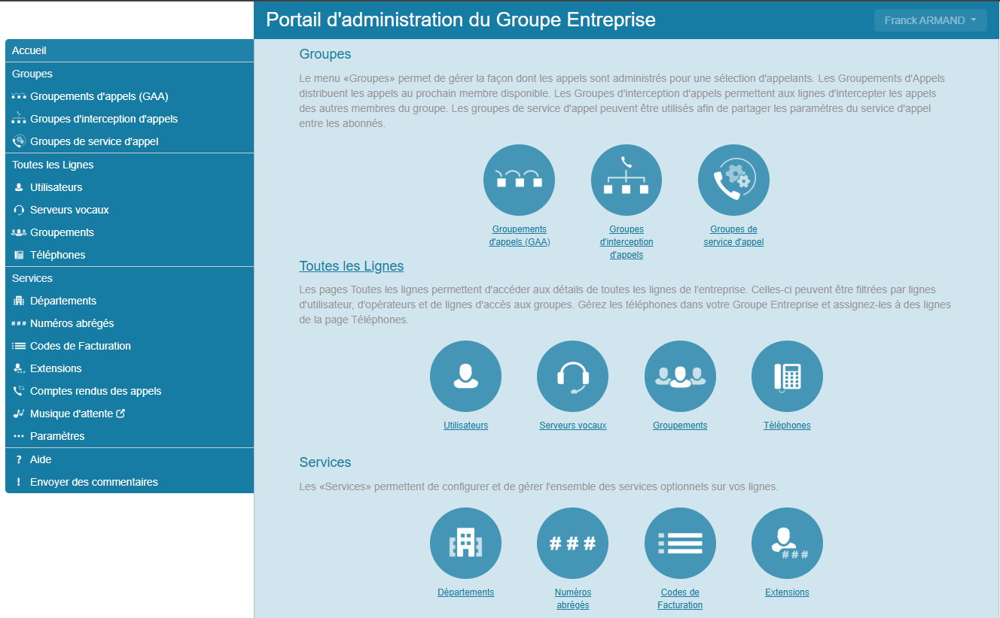 Portail d'administration du Groupe Entreprise
Franck ARMAND
Accueil
Groupes
Groupements d'appels (GAA)
Groupes d'interception d'appels
Groupes de service d'appel
Toutes les Lignes
Utilisateurs
Serveurs vocaux
Groupements
Téléphones
Services
Départements
### Numéros abrégés
Codes de Facturation
Extensions
Comptes rendus des appels
Musique d'attente
Paramètres
? Aide
! Envoyer des commentaires
Groupes
Le menu «Groupes» permet de gérer la façon dont les appels sont administrés pour une sélection d'appelants. Les Groupements d'Appels
distribuent les appels au prochain membre disponible. Les Groupes d'interception d'appels permettent aux lignes d'intercepter les appels
des autres membres du groupe. Les groupes de service d'appel peuvent être utilisés afin de partager les paramètres du service d'appel
entre les abonnés.
Groupements
d'appels (GAA)
Groupes
d'interception
d'appels
Groupes de
service d'appel
Toutes les Lignes
Les pages Toutes les lignes permettent d'accéder aux détails de toutes les lignes de l'entreprise. Celles-ci peuvent être filtrées par lignes
d'utilisateur, d'opérateurs et de lignes d'accès aux groupes. Gérez les téléphones dans votre Groupe Entreprise et assignez-les à des lignes
de la page Téléphones.
Utilisateurs
Serveurs vocaux
Groupements
Téléphones
Services
Les «Services» permettent de configurer et de gérer l'ensemble des services optionnels sur vos lignes.
# # #
# # #
Départements
Numéros
abrégés
Codes de
Facturation
Extensions